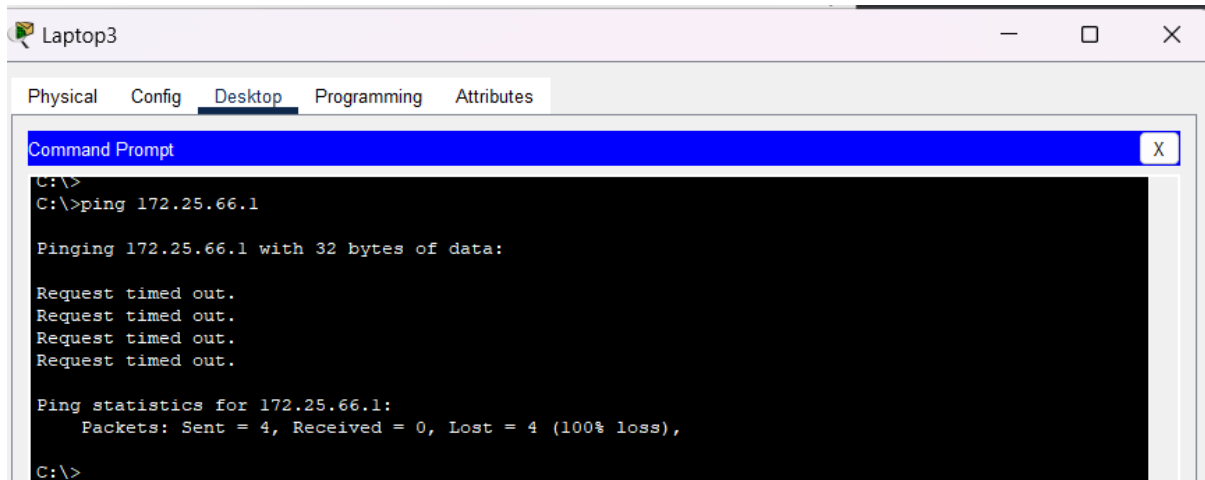 Laptop3
Physical Config Desktop Programming Attributes
Command Prompt X
C:\>
C:\>ping 172.25.66.1
Pinging 172.25.66.1 with 32 bytes of data:
Request timed out.
Request timed out.
Request timed out.
Request timed out.
Ping statistics for 172.25.66.1:
Packets: Sent = 4, Received = 0, Lost = 4 (100% loss),
C:\>